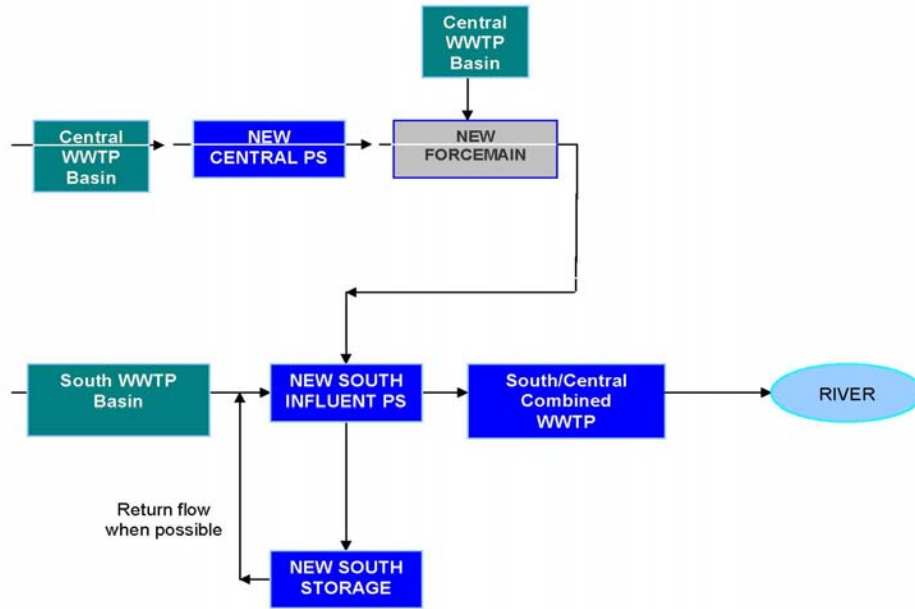 Central
WWTP
Basin
Central
WWTP
Basin
NEW
CENTRAL PS
NEW
FORCEMAIN
South WWTP
Basin
NEW SOUTH
INFLUENT PS
South/Central
Combined
WWTP
RIVER
Return flow
when possible
NEW SOUTH
STORAGE